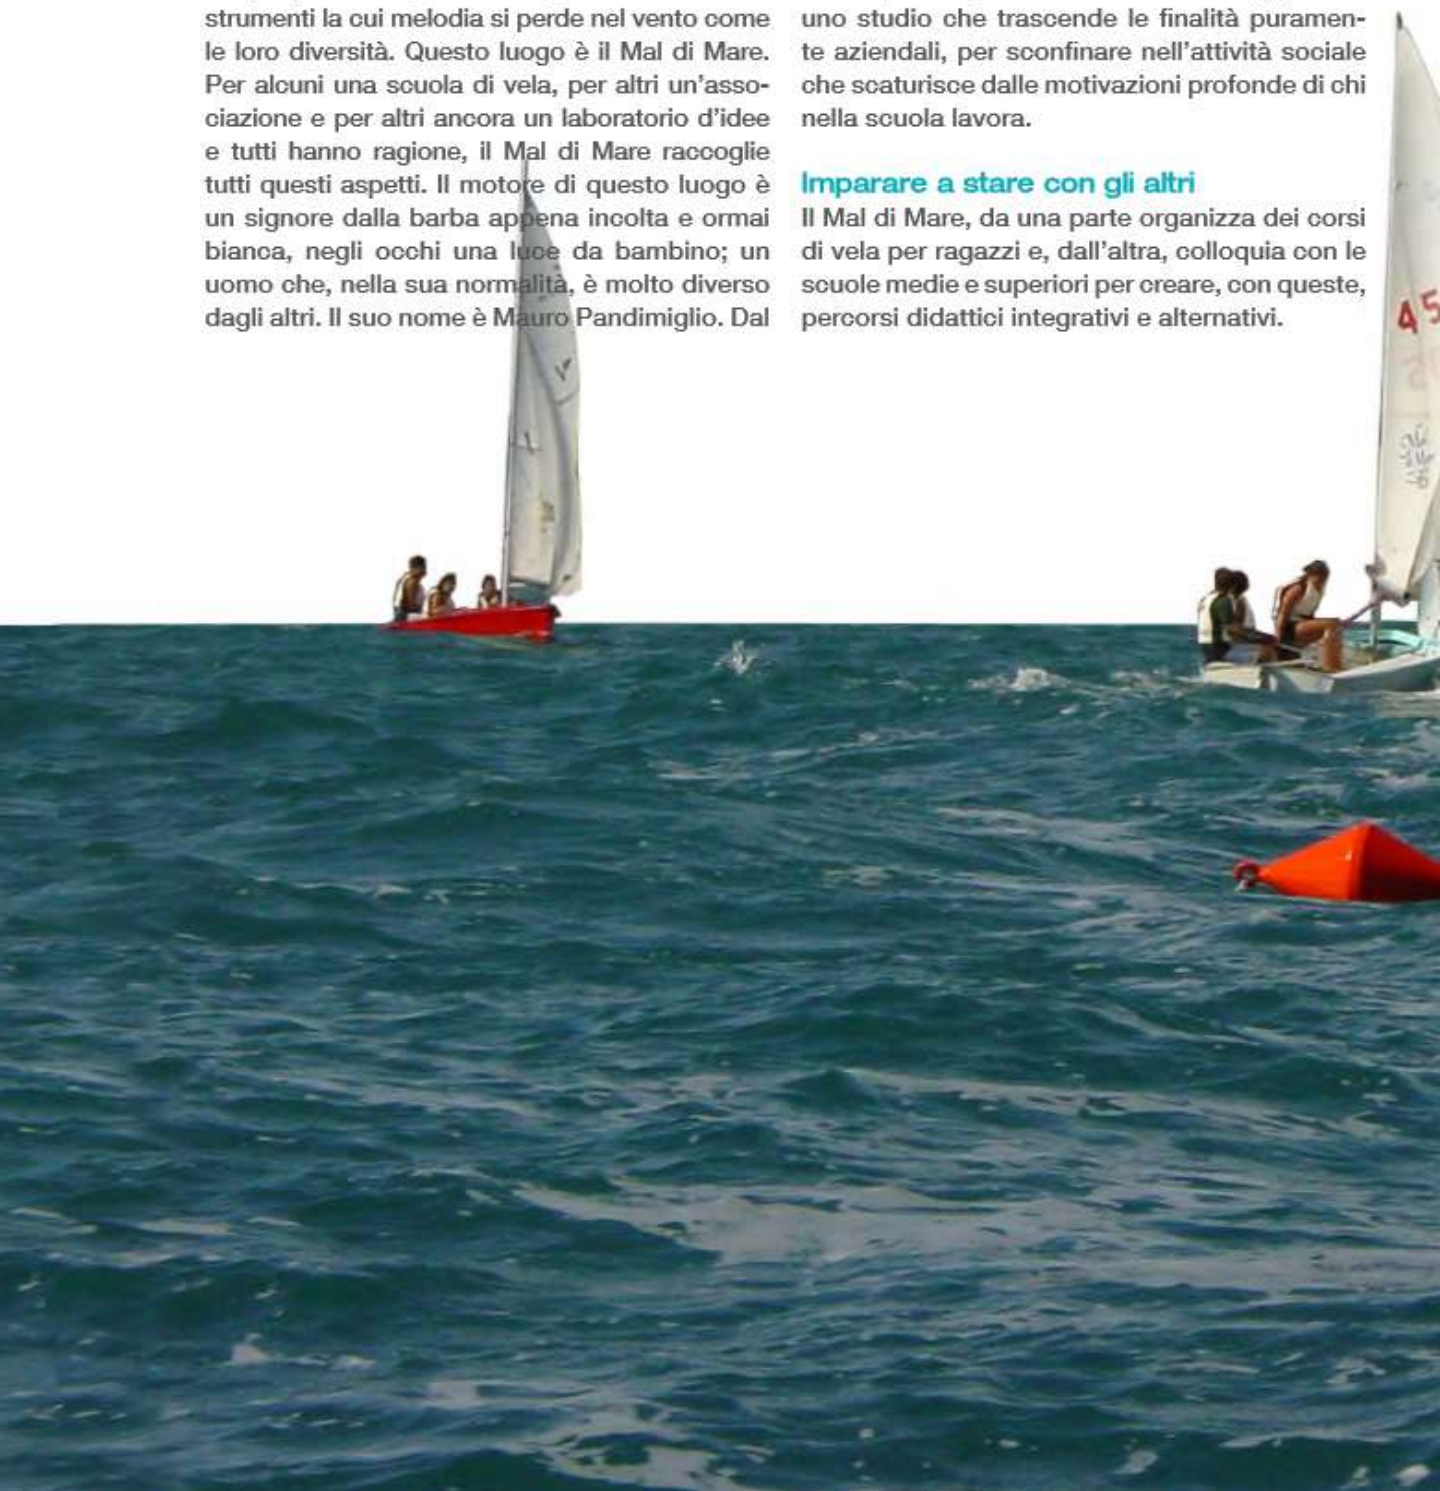 strumenti la cui melodia si perde nel vento come
le loro diversità. Questo luogo è il Mal di Mare.
Per alcuni una scuola di vela, per altri un'asso-
ciazione e per altri ancora un laboratorio d'idee
e tutti hanno ragione, il Mal di Mare raccoglie
tutti questi aspetti. Il motore di questo luogo è
un signore dalla barba appena incolta e ormai
bianca, negli occhi una luce da bambino; un
uomo che, nella sua normalità, è molto diverso
dagli altri. Il suo nome è Mauro Pandimiglio. Dal
uno studio che trascende le finalità puramen-
te aziendali, per sconfinare nell'attività sociale
che scaturisce dalle motivazioni profonde di chi
nella scuola lavora.
Imparare a stare con gli altri
Il Mal di Mare, da una parte organizza dei corsi
di vela per ragazzi e, dall'altra, colloquia con le
scuole medie e superiori per creare, con queste,
percorsi didattici integrativi e alternativi.
45